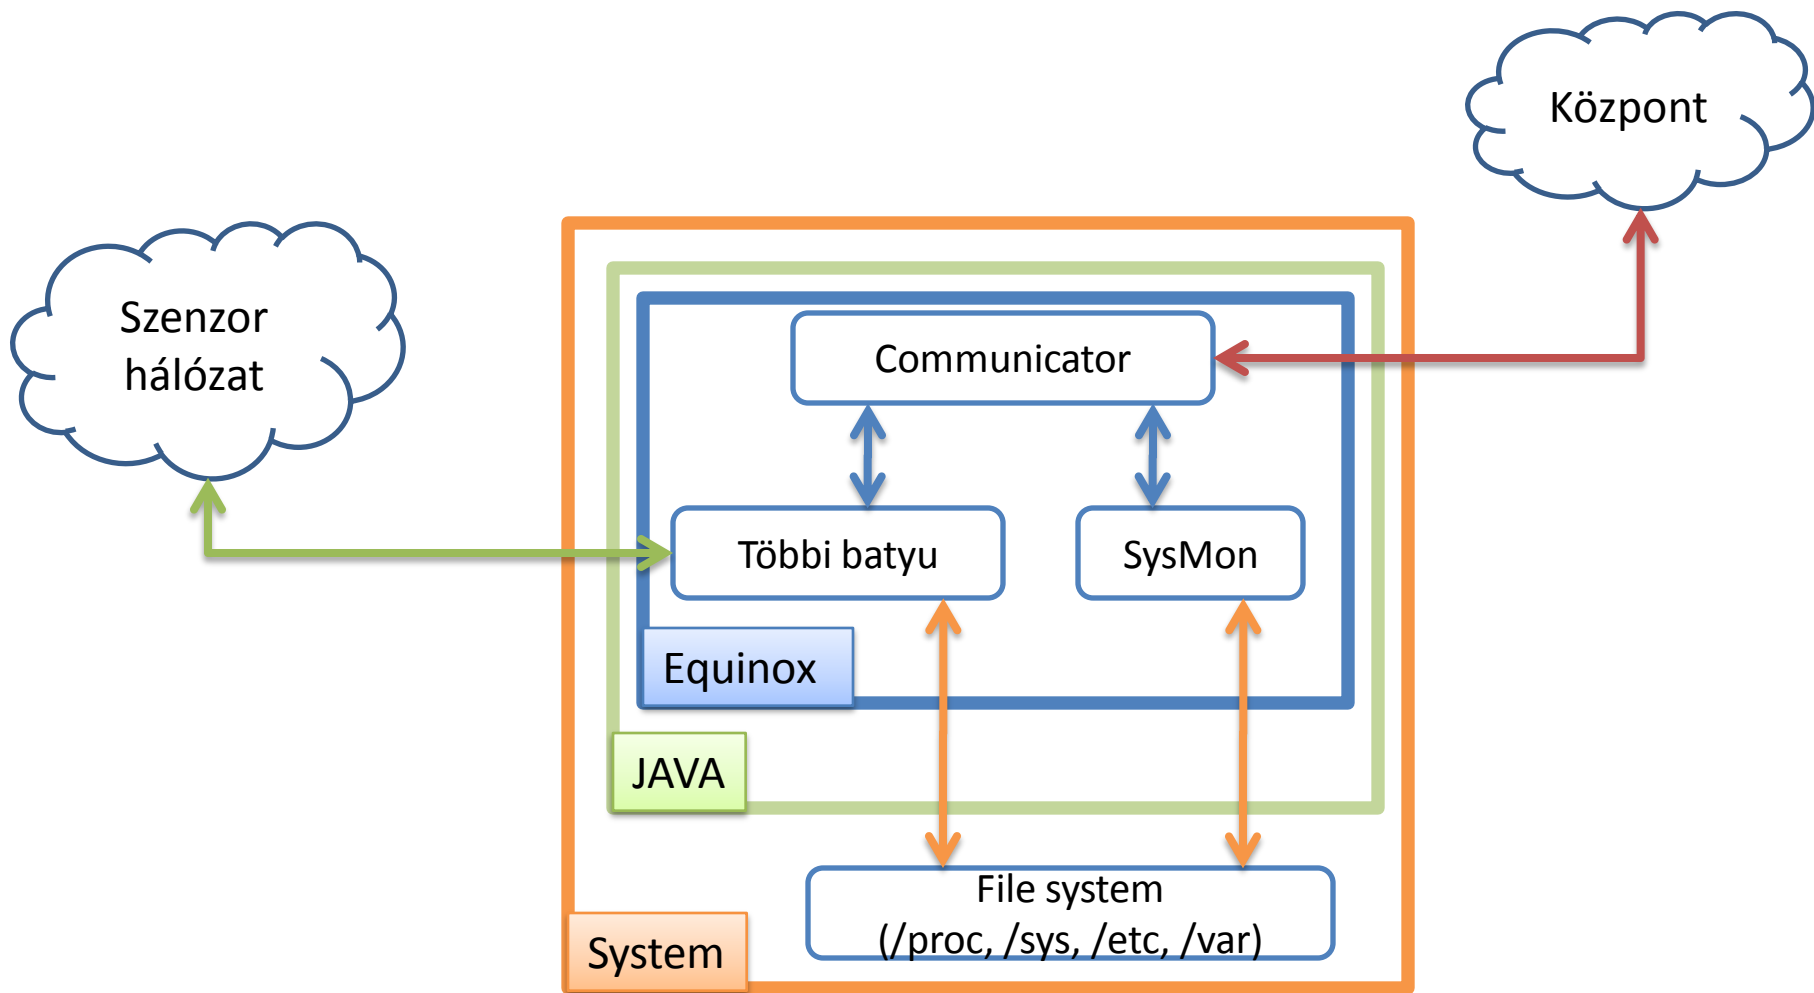 Központ
Szenzor
hálózat
Communicator
Többi batyu
SysMon
Equinox
JAVA
File system
(/proc, /sys, /etc, /var)
System